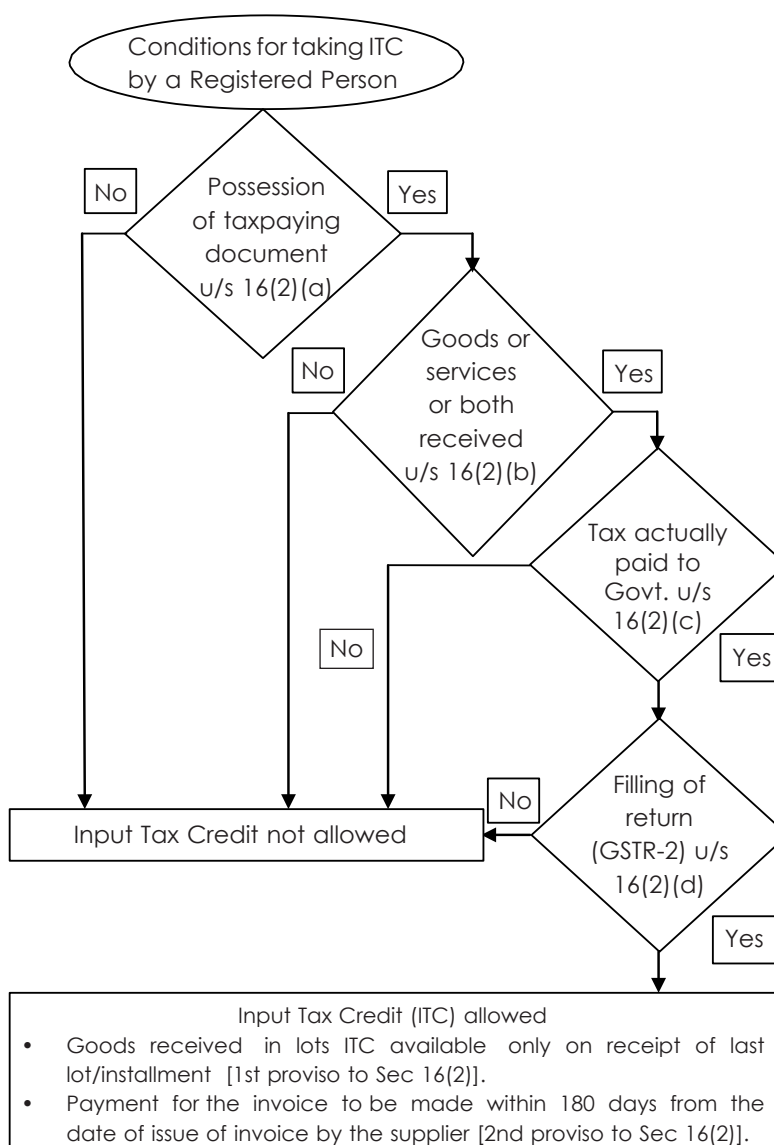 Conditions for taking ITC
by a Registered Person
No
Possession
of taxpaying
document
u/s 16(2)(a)
Yes
No
Goods or
services
or both
received
u/s 16(2)(b)
Yes
Tax actually
paid to
Govt. u/s
16(2)(c)
No
Yes
Input Tax Credit not allowed
No
Filling of
return
(GSTR-2) u/s
16(2)(d)
Yes
Input Tax Credit (ITC) allowed
• Goods received in lots ITC available only on receipt of last
lot/installment [1st proviso to Sec 16(2)].
• Payment for the invoice to be made within 180 days from the
date of issue of invoice by the supplier [2nd proviso to Sec 16(2)].